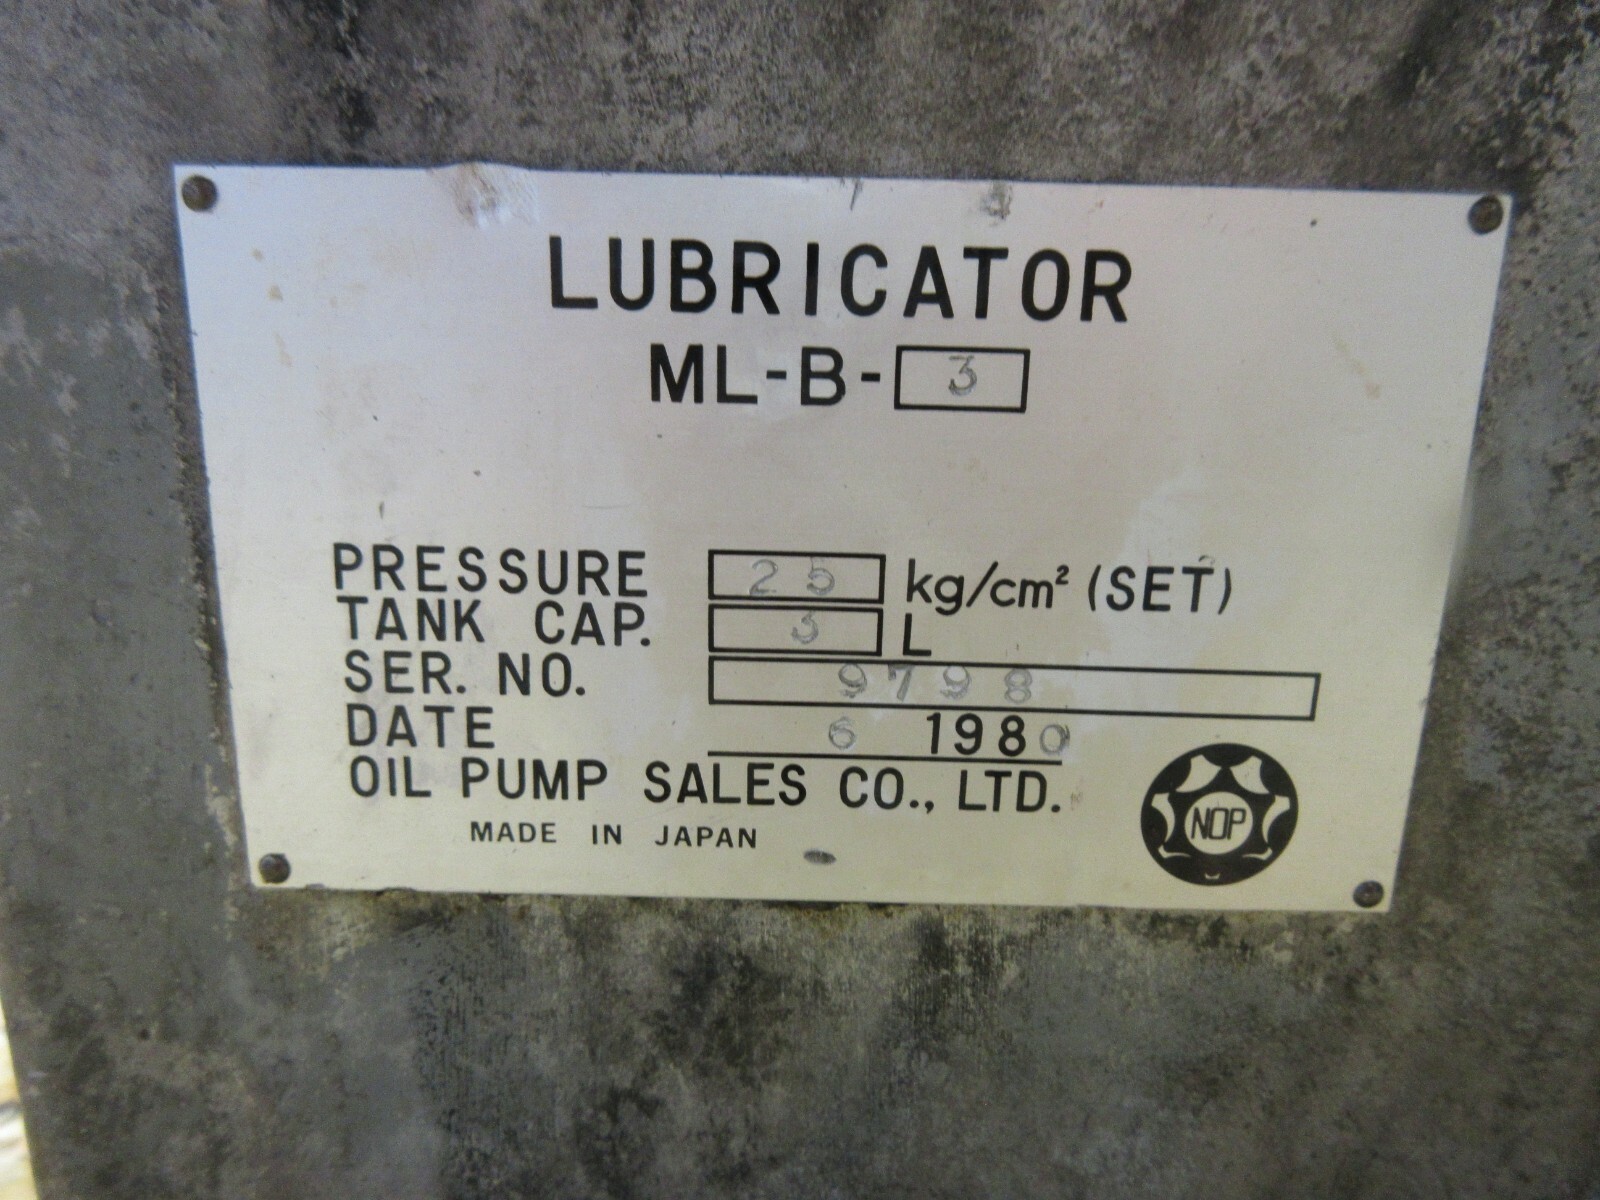 LUBRICATOR
ML-B-3
PRESSURE 25 kg/cm² (SET)
TANK CAP. 3 L
SER. NO. 9798
DATE 6 1980
OIL PUMP SALES CO., LTD.
MADE IN JAPAN
NOP